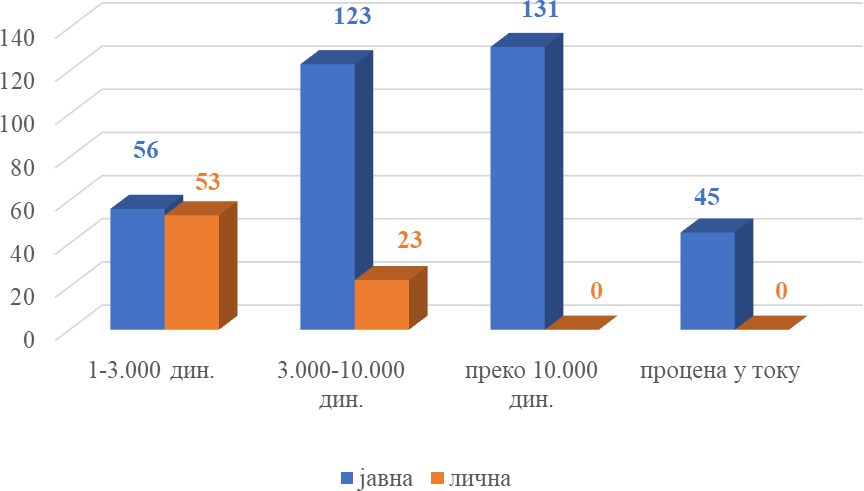 140
120
100
80
60
40
20
0
56
53
123
23
131
0
45
0
1-3.000 дин.
3.000-10.000
дин.
преко 10.000
дин.
процена у току
јавна
лична